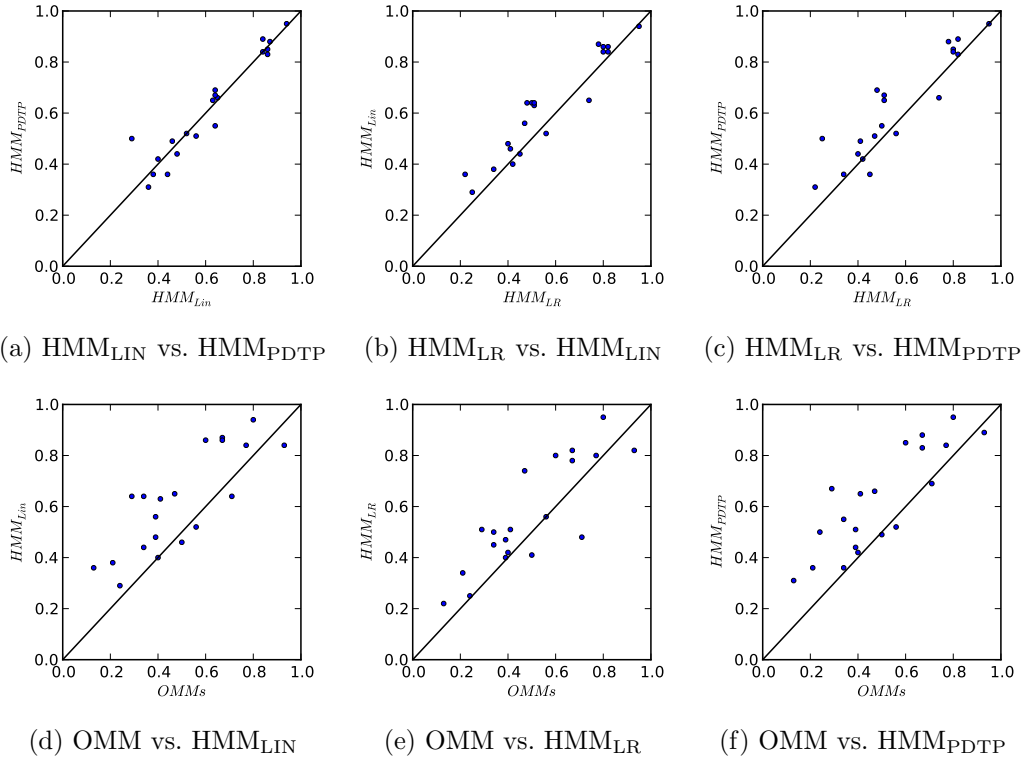 1.0 1.0 1.0
0.8 0.8 0.8
0.6 0.6 0.6
HMM_PDTP HMM_Lin HMM_PDTP
0.4 0.4 0.4
0.2 0.2 0.2
0.0 0.0 0.0
0.0 0.2 0.4 0.6 0.8 1.0 0.0 0.2 0.4 0.6 0.8 1.0 0.0 0.2 0.4 0.6 0.8 1.0
HMM_Lin HMM_LR HMM_LR
(a) HMM_LIN vs. HMM_PDTP (b) HMM_LR vs. HMM_LIN (c) HMM_LR vs. HMM_PDTP
1.0 1.0 1.0
0.8 0.8 0.8
0.6 0.6 0.6
HMM_Lin HMM_LR HMM_PDTP
0.4 0.4 0.4
0.2 0.2 0.2
0.0 0.0 0.0
0.0 0.2 0.4 0.6 0.8 1.0 0.0 0.2 0.4 0.6 0.8 1.0 0.0 0.2 0.4 0.6 0.8 1.0
OMMs OMMs OMMs
(d) OMM vs. HMM_LIN (e) OMM vs. HMM_LR (f) OMM vs. HMM_PDTP